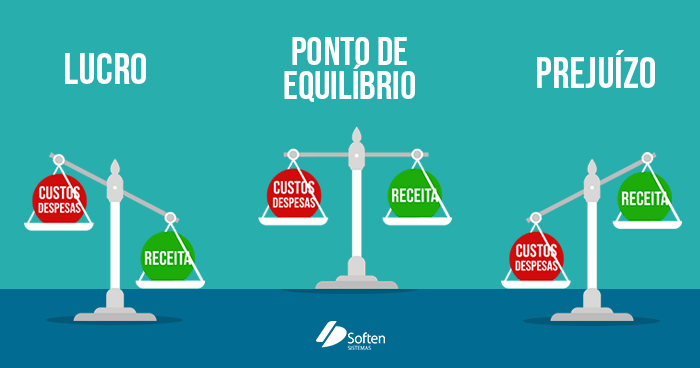 LUCRO
PONTO DE
EQUILÍBRIO
PREJUÍZO
CUSTOS
DESPESAS
RECEITA
CUSTOS
DESPESAS
RECEITA
CUSTOS
DESPESAS
RECEITA
Soften
SISTEMAS